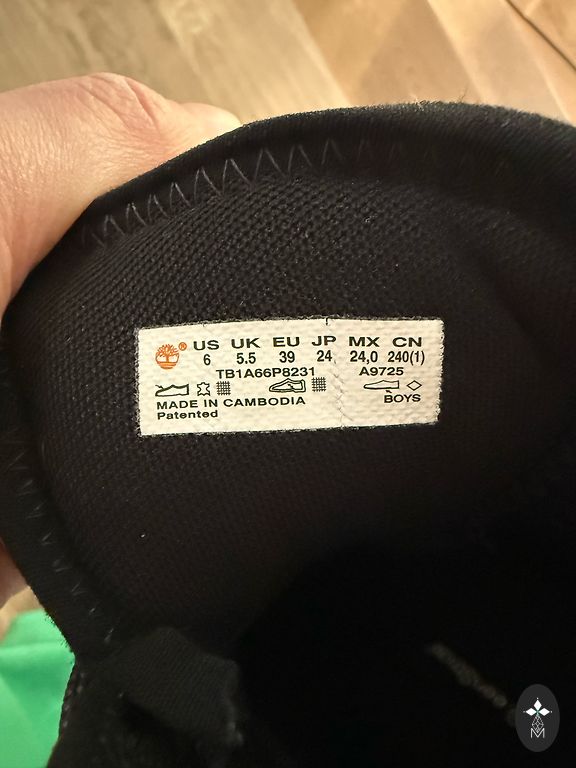 ® US UK EU JP MX CN
6 5.5 39 24 24,0 240(1)
TB1A66P8231 A9725
MADE IN CAMBODIA BOYS
Patented
M